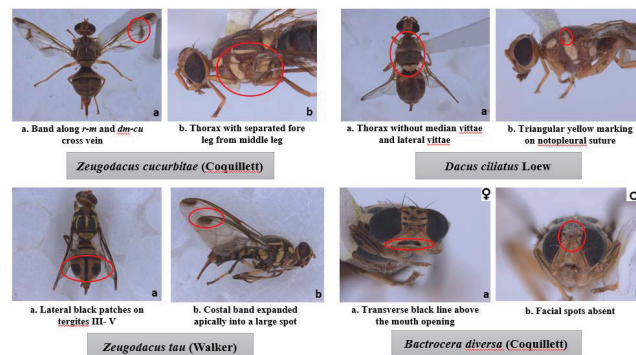 a
b
a
b
a. Band along r-m and dm-cu
cross vein
b. Thorax with separated fore
leg from middle leg
a. Thorax without median vittae
and lateral vittae
b. Triangular yellow marking
on notopleural suture
Zeugodacus cucurbitae (Coquillett)
Dacus ciliatus Loew
a
b
♀
a
♂
b
a. Lateral black patches on
tergites III- V
b. Costal band expanded
apically into a large spot
a. Transverse black line above
the mouth opening
b. Facial spots absent
Zeugodacus tau (Walker)
Bactrocera diversa (Coquillett)